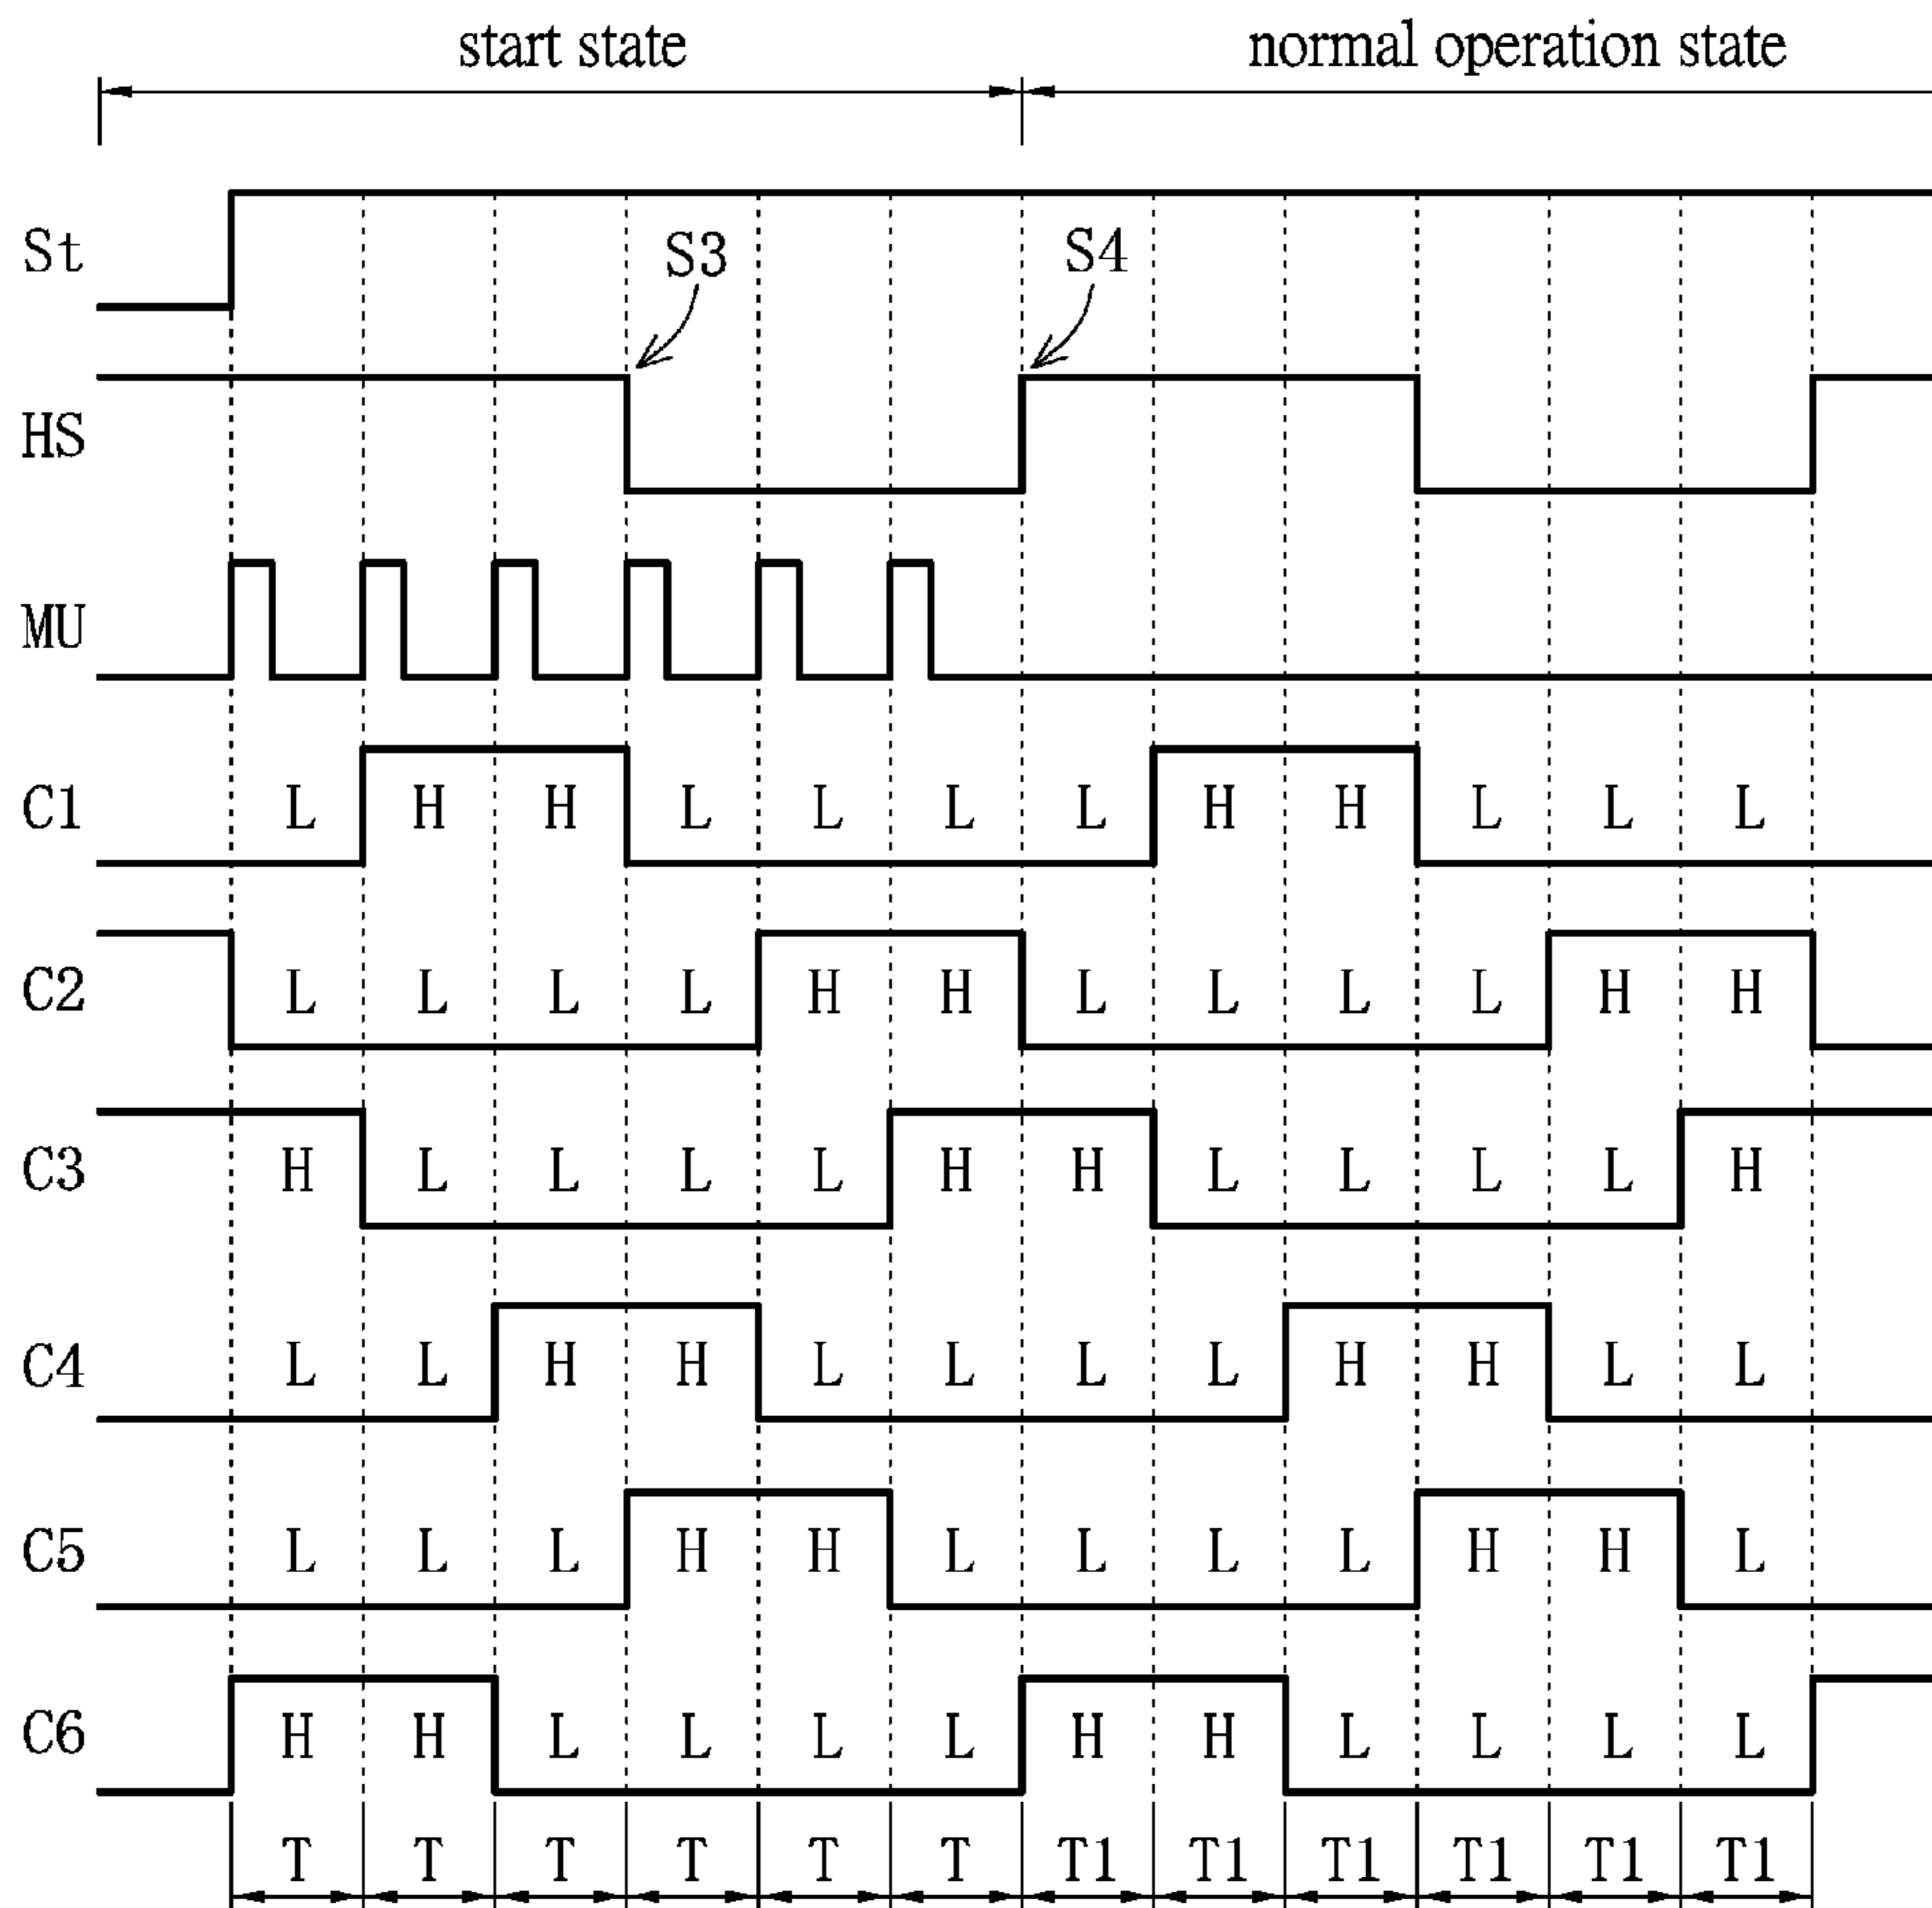 start state normal operation state
St
S3 S4
HS
MU
C1 L H H L L L L H H L L L
C2 L L L L H H L L L L H H
C3 H L L L L H H L L L L H
C4 L L H H L L L L H H L L
C5 L L L H H L L L L H H L
C6 H H L L L L H H L L L L
T T T T T T T1 T1 T1 T1 T1 T1